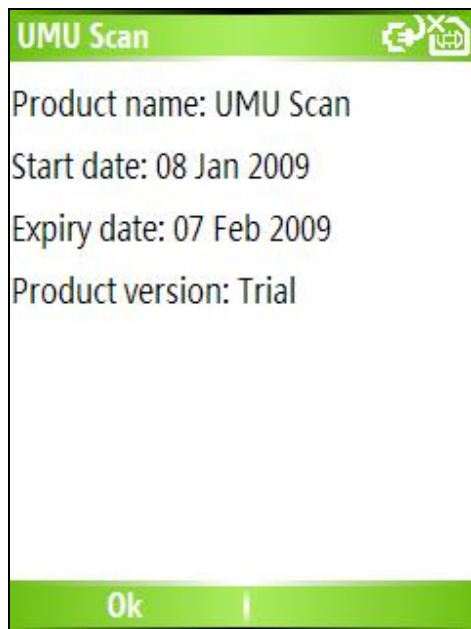 UMU Scan
Product name: UMU Scan
Start date: 08 Jan 2009
Expiry date: 07 Feb 2009
Product version: Trial
Ok